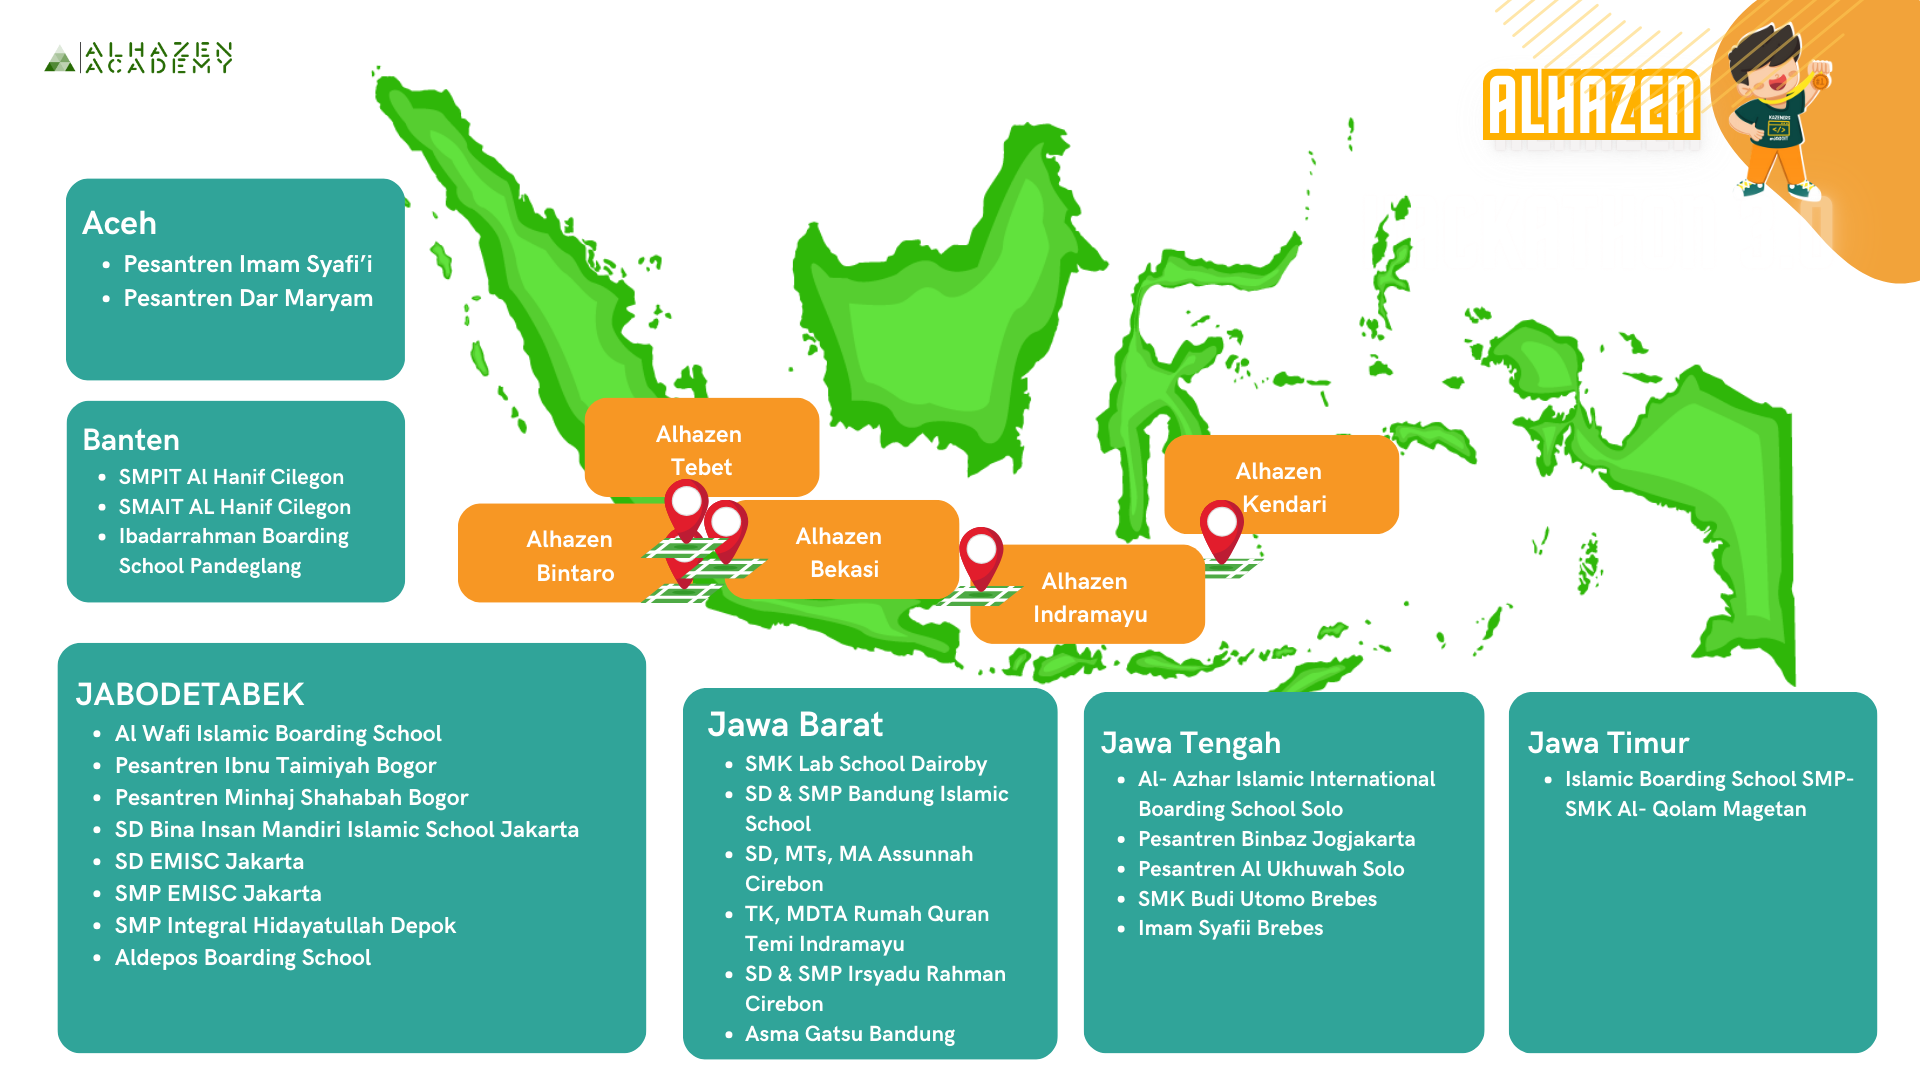 ALHAZEN
ACADEMY
ALHAZEN
Aceh
• Pesantren Imam Syafi’i
• Pesantren Dar Maryam
Banten
• SMPIT Al Hanif Cilegon
• SMAIT AL Hanif Cilegon
• Ibadarrahman Boarding
School Pandeglang
Alhazen
Tebet
Alhazen
Bintaro
Alhazen
Bekasi
Alhazen
Indramayu
Alhazen
Kendari
JABODETABEK
• Al Wafi Islamic Boarding School
• Pesantren Ibnu Taimiyah Bogor
• Pesantren Minhaj Shahabah Bogor
• SD Bina Insan Mandiri Islamic School Jakarta
• SD EMISC Jakarta
• SMP EMISC Jakarta
• SMP Integral Hidayatullah Depok
• Aldepos Boarding School
Jawa Barat
• SMK Lab School Dairoby
• SD & SMP Bandung Islamic
School
• SD, MTs, MA Assunnah
Cirebon
• TK, MDTA Rumah Quran
Temi Indramayu
• SD & SMP Irsyadu Rahman
Cirebon
• Asma Gatsu Bandung
Jawa Tengah
• Al- Azhar Islamic International
Boarding School Solo
• Pesantren Binbaz Jogjakarta
• Pesantren Al Ukhuwah Solo
• SMK Budi Utomo Brebes
• Imam Syafii Brebes
Jawa Timur
• Islamic Boarding School SMP-
SMK Al- Qolam Magetan